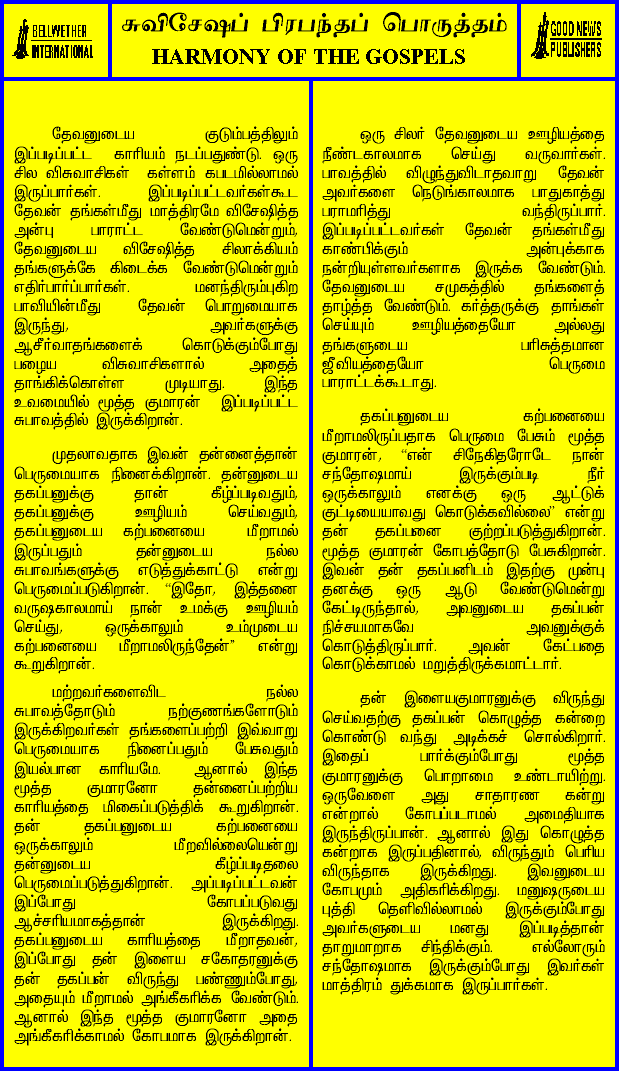 BELLWETHER
INTERNATIONAL
சுவிசேஷப் பிரபந்தப் பொருத்தம்
HARMONY OF THE GOSPELS
GOOD NEWS
PUBLISHERS
தேவனுடைய குடும்பத்திலும்
இப்படிப்பட்ட காரியம் நடப்பதுண்டு. ஒரு
சில விசுவாசிகள் கள்ளம் கபடமில்லாமல்
இருப்பார்கள். இப்படிப்பட்டவர்கள்கூட
தேவன் தங்கள்மீது மாத்திரமே விசேஷித்த
அன்பு பாராட்ட வேண்டுமென்றும்,
தேவனுடைய விசேஷித்த சிலாக்கியம்
தங்களுக்கே கிடைக்க வேண்டுமென்றும்
எதிர்பார்ப்பார்கள். மனந்திரும்புகிற
பாவியின்மீது தேவன் பொறுமையாக
இருந்து, அவர்களுக்கு
ஆசீர்வாதங்களைக் கொடுக்கும்போது
பழைய விசுவாசிகளால் அதைத்
தாங்கிக்கொள்ள முடியாது. இந்த
உவமையில் மூத்த குமாரன் இப்படிப்பட்ட
சுபாவத்தில் இருக்கிறான்.
முதலாவதாக இவன் தன்னைத்தான்
பெருமையாக நினைக்கிறான். தன்னுடைய
தகப்பனுக்கு தான் கீழ்ப்படிவதும்,
தகப்பனுக்கு ஊழியம் செய்வதும்,
தகப்பனுடைய கற்பனையை மீறாமல்
இருப்பதும் தன்னுடைய நல்ல
சுபாவங்களுக்கு எடுத்துக்காட்டு என்று
பெருமைப்படுகிறான். “இதோ, இத்தனை
வருஷகாலமாய் நான் உமக்கு ஊழியம்
செய்து, ஒருக்காலும் உம்முடைய
கற்பனையை மீறாமலிருந்தேன்” என்று
கூறுகிறான்.
மற்றவர்களைவிட நல்ல
சுபாவத்தோடும் நற்குணங்களோடும்
இருக்கிறவர்கள் தங்களைப்பற்றி இவ்வாறு
பெருமையாக நினைப்பதும் பேசுவதும்
இயல்பான காரியமே. ஆனால் இந்த
மூத்த குமாரனோ தன்னைப்பற்றிய
காரியத்தை மிகைப்படுத்திக் கூறுகிறான்.
தன் தகப்பனுடைய கற்பனையை
ஒருக்காலும் மீறவில்லையென்று
தன்னுடைய கீழ்ப்படிதலை
பெருமைப்படுத்துகிறான். அப்படிப்பட்டவன்
இப்போது கோபப்படுவது
ஆச்சரியமாகத்தான் இருக்கிறது.
தகப்பனுடைய காரியத்தை மீறாதவன்,
இப்போது தன் இளைய சகோதரனுக்கு
தன் தகப்பன் விருந்து பண்ணும்போது,
அதையும் மீறாமல் அங்கீகரிக்க வேண்டும்.
ஆனால் இந்த மூத்த குமாரனோ அதை
அங்கீகரிக்காமல் கோபமாக இருக்கிறான்.
ஒரு சிலர் தேவனுடைய ஊழியத்தை
நீண்டகாலமாக செய்து வருவார்கள்.
பாவத்தில் விழுந்துவிடாதவாறு தேவன்
அவர்களை நெடுங்காலமாக பாதுகாத்து
பராமரித்து வந்திருப்பார்.
இப்படிப்பட்டவர்கள் தேவன் தங்கள்மீது
காண்பிக்கும் அன்புக்காக
நன்றியுள்ளவர்களாக இருக்க வேண்டும்.
தேவனுடைய சமுகத்தில் தங்களைத்
தாழ்த்த வேண்டும். கர்த்தருக்கு தாங்கள்
செய்யும் ஊழியத்தையோ அல்லது
தங்களுடைய பரிசுத்தமான
ஜீவியத்தையோ பெருமை
பாராட்டக்கூடாது.
தகப்பனுடைய கற்பனையை
மீறாமலிருப்பதாக பெருமை பேசும் மூத்த
குமாரன், “என் சிநேகிதரோடே நான்
சந்தோஷமாய் இருக்கும்படி நீர்
ஒருக்காலும் எனக்கு ஒரு ஆட்டுக்
குட்டியையாவது கொடுக்கவில்லை” என்று
தன் தகப்பனை குற்றப்படுத்துகிறான்.
மூத்த குமாரன் கோபத்தோடு பேசுகிறான்.
இவன் தன் தகப்பனிடம் இதற்கு முன்பு
தனக்கு ஒரு ஆடு வேண்டுமென்று
கேட்டிருந்தால், அவனுடைய தகப்பன்
நிச்சயமாகவே அவனுக்குக்
கொடுத்திருப்பார். அவன் கேட்பதை
கொடுக்காமல் மறுத்திருக்கமாட்டார்.
தன் இளையகுமாரனுக்கு விருந்து
செய்வதற்கு தகப்பன் கொழுத்த கன்றை
கொண்டு வந்து அடிக்கச் சொல்கிறார்.
இதைப் பார்க்கும்போது மூத்த
குமாரனுக்கு பொறாமை உண்டாயிற்று.
ஒருவேளை அது சாதாரண கன்று
என்றால் கோபப்படாமல் அமைதியாக
இருந்திருப்பான். ஆனால் இது கொழுத்த
கன்றாக இருப்பதினால், விருந்தும் பெரிய
விருந்தாக இருக்கிறது. இவனுடைய
கோபமும் அதிகரிக்கிறது. மனுஷருடைய
புத்தி தெளிவில்லாமல் இருக்கும்போது
அவர்களுடைய மனது இப்படித்தான்
தாறுமாறாக சிந்திக்கும். எல்லோரும்
சந்தோஷமாக இருக்கும்போது இவர்கள்
மாத்திரம் துக்கமாக இருப்பார்கள்.